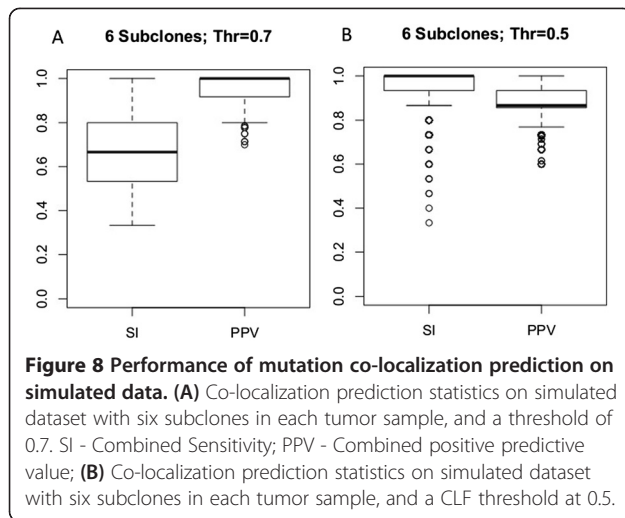 A 6 Subclones; Thr=0.7
B 6 Subclones; Thr=0.5
1.0
0.8
0.6
0.4
0.2
0.0
SI PPV
1.0
0.8
0.6
0.4
0.2
0.0
SI PPV
Figure 8 Performance of mutation co-localization prediction on
simulated data. (A) Co-localization prediction statistics on simulated
dataset with six subclones in each tumor sample, and a threshold of
0.7. SI - Combined Sensitivity; PPV - Combined positive predictive
value; (B) Co-localization prediction statistics on simulated dataset
with six subclones in each tumor sample, and a CLF threshold at 0.5.